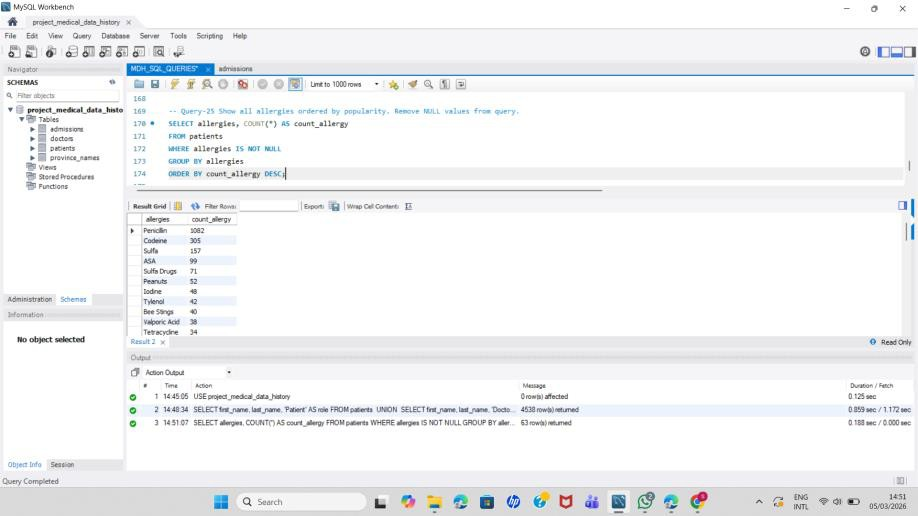 MySQL Workbench
project_medical_data_history ×
File Edit View Query Database Server Tools Scripting Help
Navigator
SCHEMAS
Filter objects
project_medical_data_histo
Tables
admissions
doctors
patients
province_names
Views
Stored Procedures
Functions
Administration Schemas
Information
No object selected
Object Info Session
MDH_SQL_QUERIES* × admissions
Limit to 1000 rows
168
169 -- Query-25 Show all allergies ordered by popularity. Remove NULL values from query.
170 SELECT allergies, COUNT(*) AS count_allergy
171 FROM patients
172 WHERE allergies IS NOT NULL
173 GROUP BY allergies
174 ORDER BY count_allergy DESC;
Result Grid Filter Rows: Export: Wrap Cell Content:
allergies count_allergy
Penicillin 1082
Codeine 305
Sulfa 157
ASA 99
Sulfa Drugs 71
Peanuts 52
Iodine 48
Tylenol 42
Bee Stings 40
Valporic Acid 38
Tetracycline 34
Result 2 × Read Only
Output
Action Output
# Time Action Message Duration / Fetch
1 14:45:05 USE project_medical_data_history 0 row(s) affected 0.125 sec
2 14:48:34 SELECT first_name, last_name, 'Patient' AS role FROM patients UNION SELECT first_name, last_name, 'Docto... 4538 row(s) returned 0.859 sec / 1.172 sec
3 14:51:07 SELECT allergies, COUNT(*) AS count_allergy FROM patients WHERE allergies IS NOT NULL GROUP BY aller... 63 row(s) returned 0.188 sec / 0.000 sec
Query Completed
Search
ENG
INTL
14:51
05/03/2026